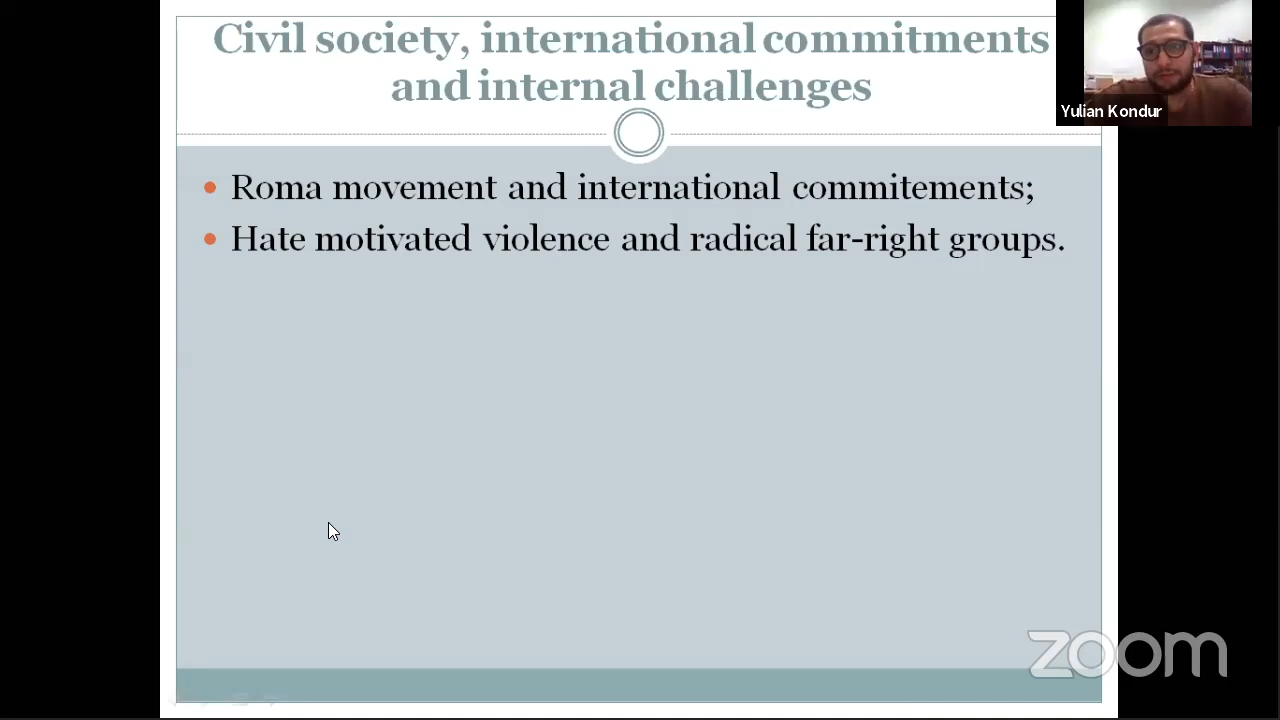 Civil society, international commitments
and internal challenges
Yulian Kondur
• Roma movement and international commitements;
• Hate motivated violence and radical far-right groups.
zoom